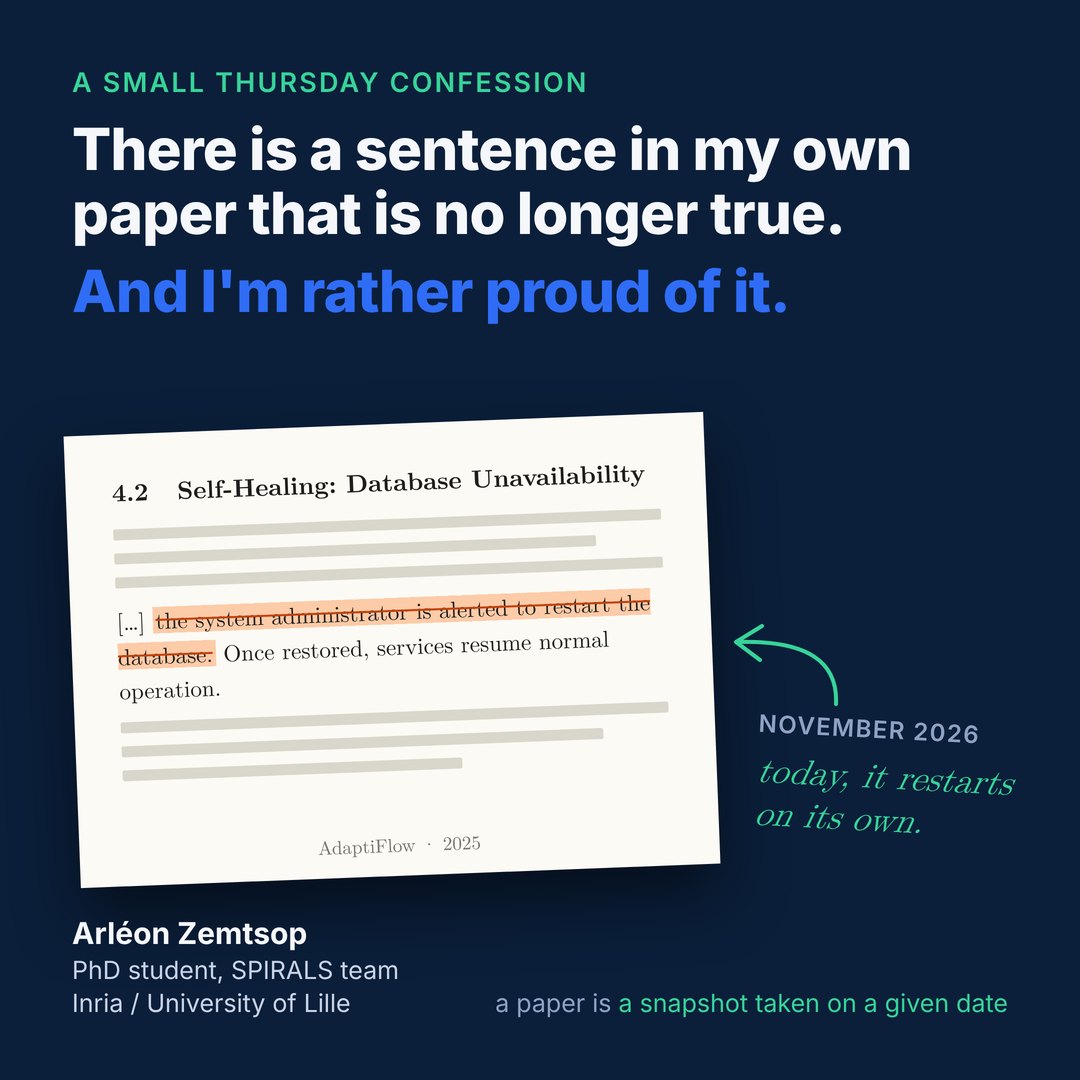 A SMALL THURSDAY CONFESSION
There is a sentence in my own
paper that is no longer true.
And I'm rather proud of it.
4.2 Self-Healing: Database Unavailability
[...] the system administrator is alerted to restart the
database. Once restored, services resume normal
operation.
AdaptiFlow · 2025
NOVEMBER 2026
today, it restarts
on its own.
Arléon Zemtsop
PhD student, SPIRALS team
Inria / University of Lille
a paper is a snapshot taken on a given date